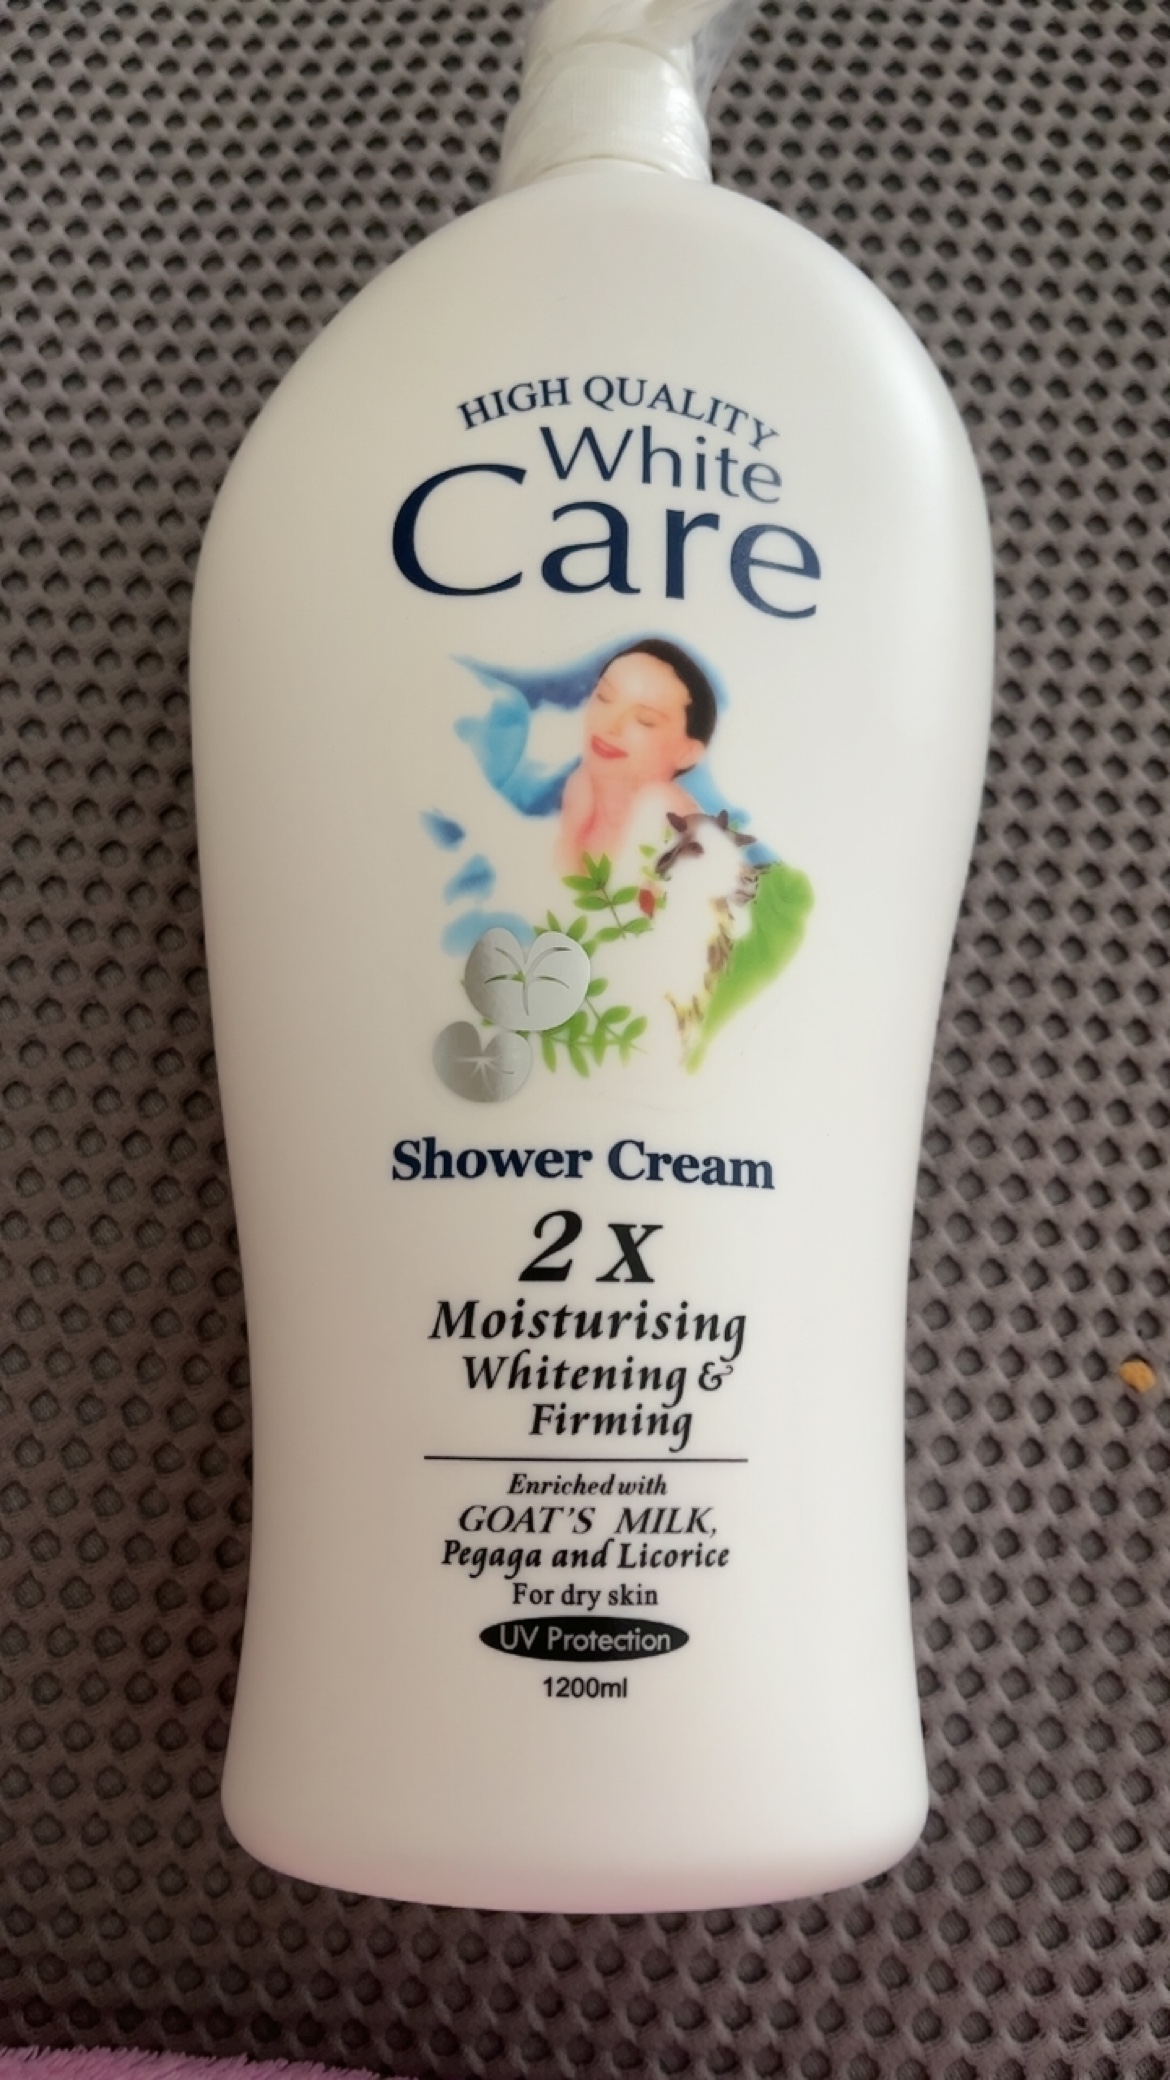 HIGH QUALITY
White
Care
Shower Cream
2 X
Moisturising
Whitening &
Firming
Enriched with
GOAT'S MILK,
Pegaga and Licorice
For dry skin
UV Protection
1200ml